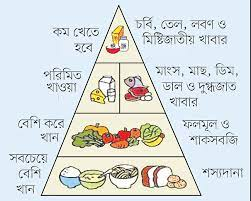 কম খেতে
হবে
চর্বি, তেল, লবণ ও
মিষ্টিজাতীয় খাবার
পরিমিত
খাওয়া
মাংস, মাছ, ডিম,
ডাল ও দুগ্ধজাত
খাবার
বেশি করে
খান
ফলমূল ও
শাকসবজি
সবচেয়ে
বেশি
খান
শস্যদানা